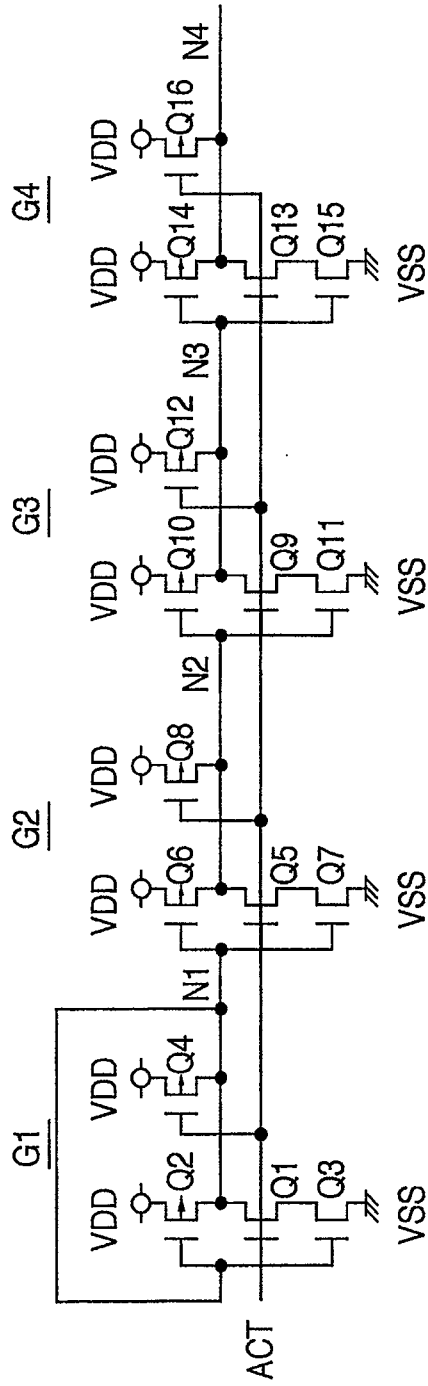 G1 G2 G3 G4
VDD VDD VDD VDD VDD VDD VDD VDD
Q2 Q4 Q6 Q8 Q10 Q12 Q14 Q16
N1 N2 N3 N4
ACT
Q1 Q5 Q9 Q13
Q3 Q7 Q11 Q15
VSS VSS VSS VSS